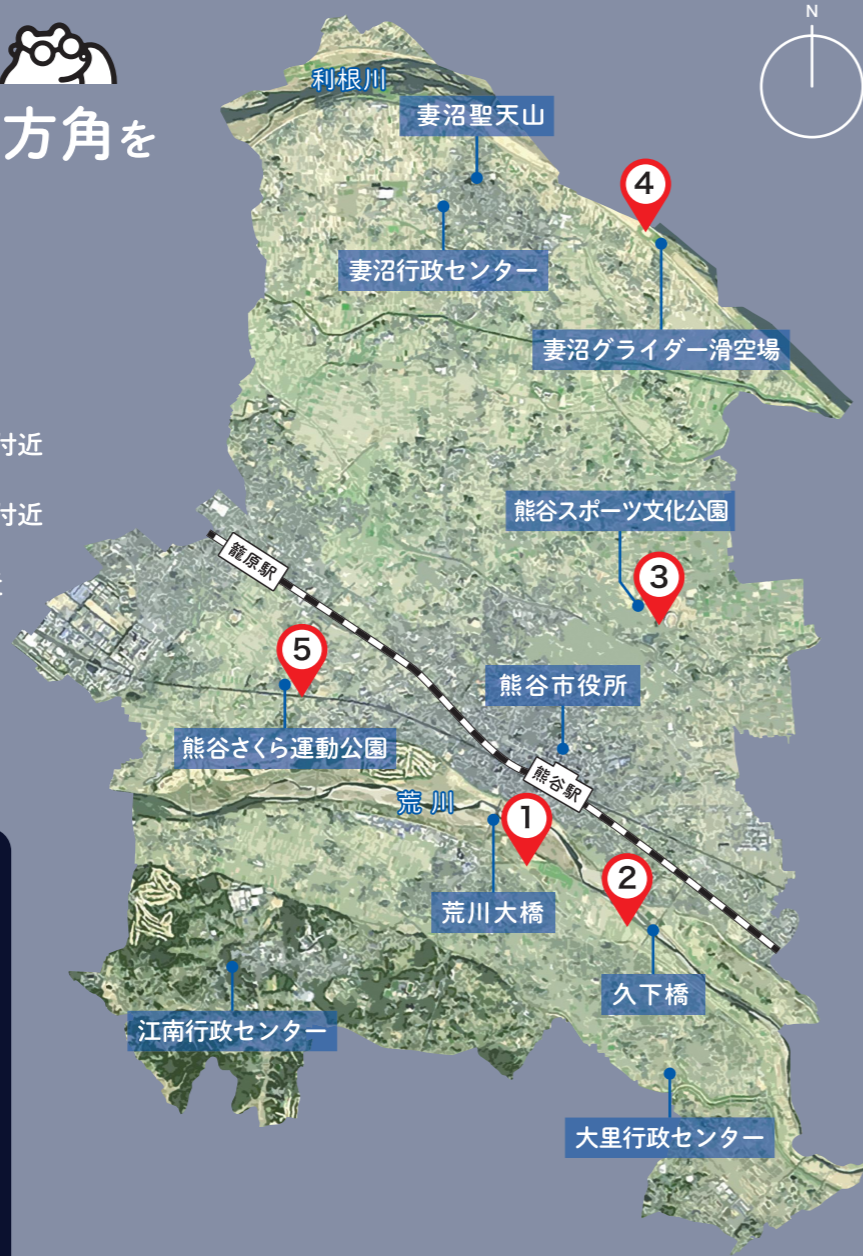 N
方角を
利根川
妻沼聖天山
4
妻沼行政センター
妻沼グライダー滑空場
付近
熊谷スポーツ文化公園
付近
籠原駅
3
5
熊谷市役所
熊谷さくら運動公園
熊谷駅
荒川
1
2
荒川大橋
久下橋
江南行政センター
大里行政センター